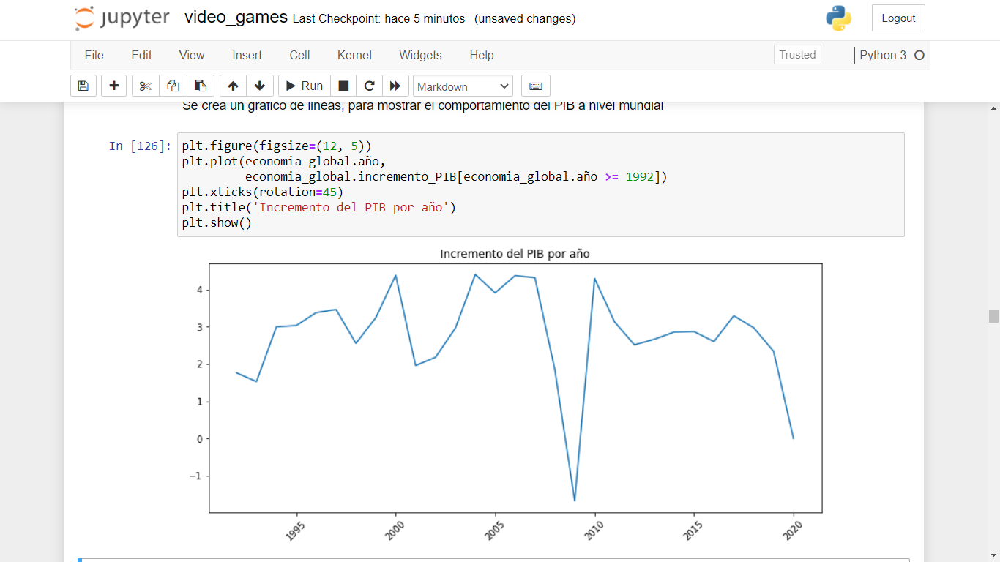 jupyter video_games Last Checkpoint: hace 5 minutos (unsaved changes) Logout
File Edit View Insert Cell Kernel Widgets Help Trusted Python 3
Run Markdown
Se crea un gráfico de líneas, para mostrar el comportamiento del PIB a nivel mundial
In [126]: plt.figure(figsize=(12, 5))
plt.plot(economia_global.año,
economia_global.incremento_PIB[economia_global.año >= 1992])
plt.xticks(rotation=45)
plt.title('Incremento del PIB por año')
plt.show()
Incremento del PIB por año
4
3
2
1
0
−1
1995 2000 2005 2010 2015 2020